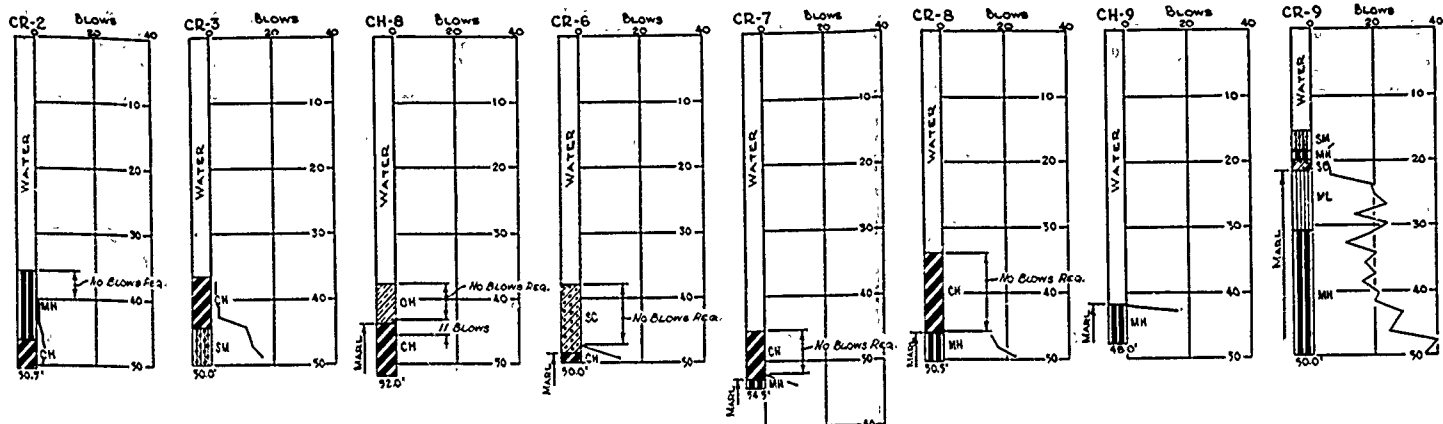 CR-2 BLOWS
0 20 40
10
20
30
40
50
WATER
No BLOWS REQ.
MH
CH
50.5'
CR-3 BLOWS
0 20 40
10
20
30
40
50
WATER
CH
SM
50.0'
CH-8 BLOWS
0 20 40
10
20
30
40
50
WATER
OH
No BLOWS REQ.
11 BLOWS
CH
MARL
52.0'
CR-6 BLOWS
0 20 40
10
20
30
40
50
WATER
SC
No BLOWS REQ.
CH
MARL
50.0'
CR-7 BLOWS
0 20 40
10
20
30
40
50
WATER
CH
No BLOWS REQ.
MH
MARL
54.5'
CR-8 BLOWS
0 20 40
10
20
30
40
50
WATER
CH
No BLOWS REQ.
MH
MARL
50.5'
CH-9 BLOWS
0 20 40
10
20
30
40
50
WATER
MH
MARL
48.0'
CR-9 BLOWS
0 20 40
10
20
30
40
50
WATER
SM
MH
ML
MH
MARL
50.0'